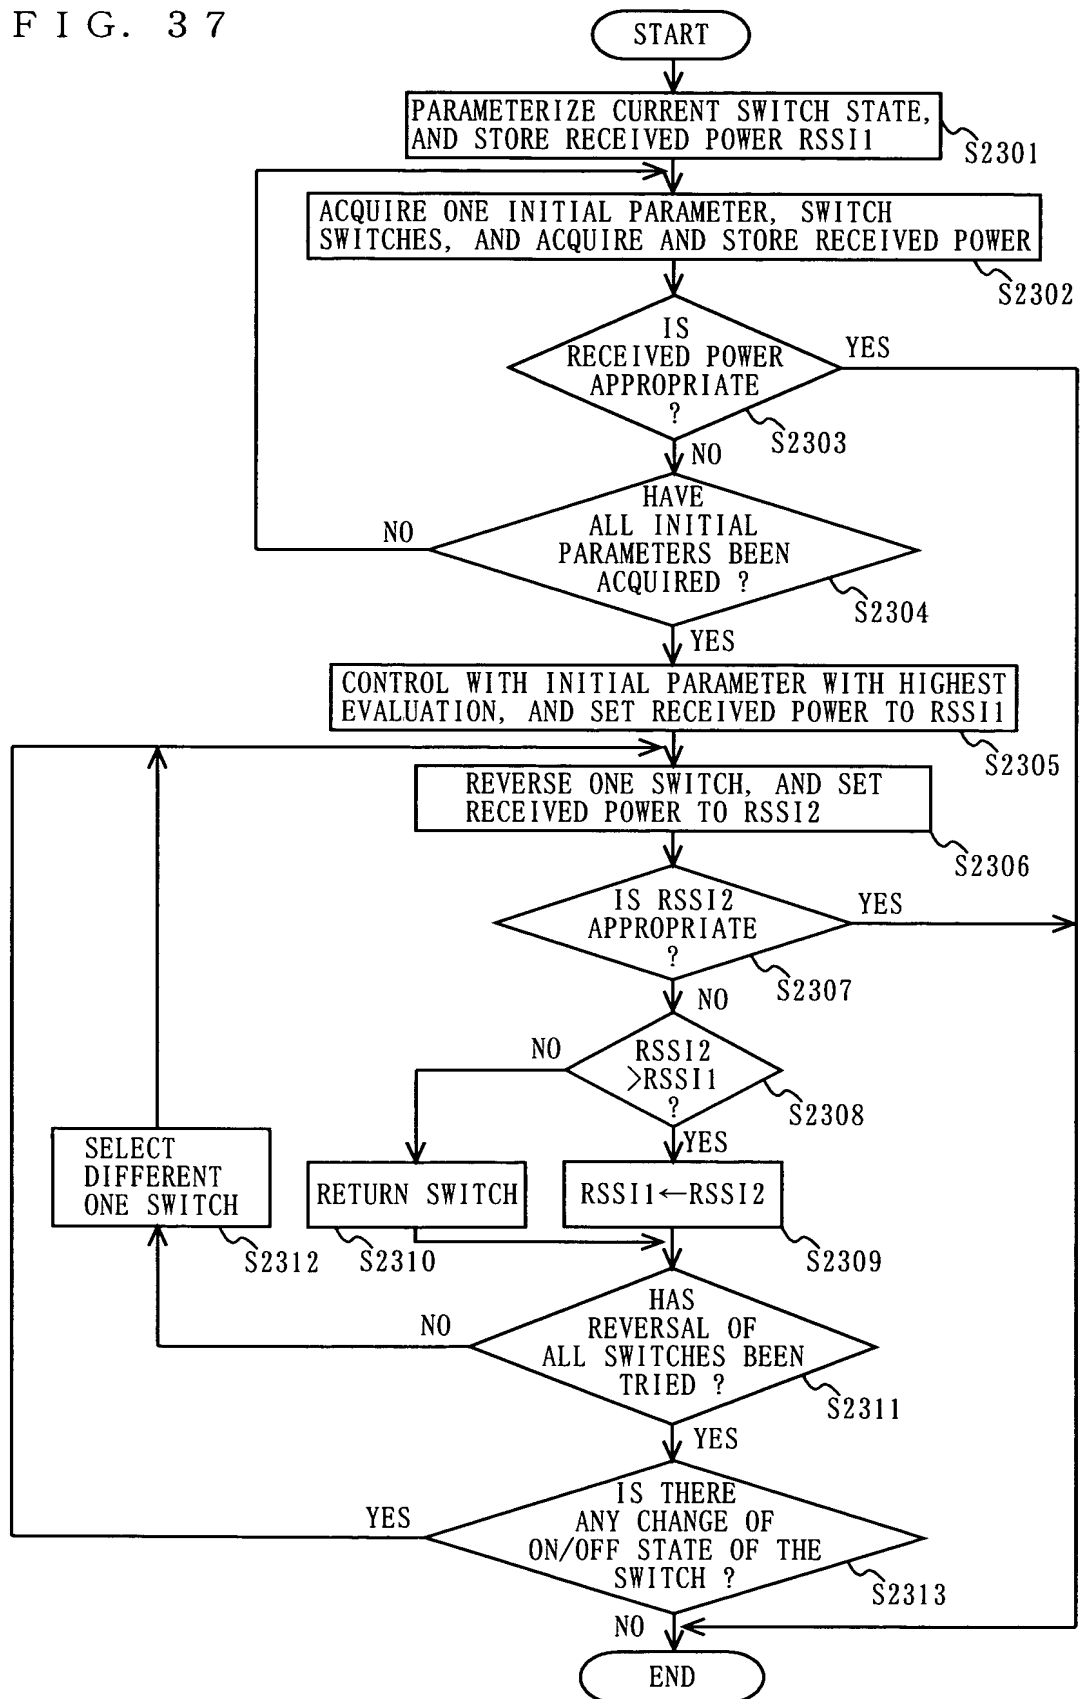 FIG. 37
START
PARAMETERIZE CURRENT SWITCH STATE,
AND STORE RECEIVED POWER RSSI1
S2301
ACQUIRE ONE INITIAL PARAMETER, SWITCH
SWITCHES, AND ACQUIRE AND STORE RECEIVED POWER
S2302
IS
RECEIVED POWER
APPROPRIATE
?
YES
S2303
NO
HAVE
ALL INITIAL
PARAMETERS BEEN
ACQUIRED ?
NO
S2304
YES
CONTROL WITH INITIAL PARAMETER WITH HIGHEST
EVALUATION, AND SET RECEIVED POWER TO RSSI1
S2305
REVERSE ONE SWITCH, AND SET
RECEIVED POWER TO RSSI2
S2306
IS RSSI2
APPROPRIATE
?
YES
S2307
NO
RSSI2
>RSSI1
?
NO
S2308
YES
SELECT
DIFFERENT
ONE SWITCH
S2312
RETURN SWITCH
S2310
RSSI1←RSSI2
S2309
HAS
REVERSAL OF
ALL SWITCHES BEEN
TRIED ?
NO
S2311
YES
IS THERE
ANY CHANGE OF
ON/OFF STATE OF THE
SWITCH ?
YES
S2313
NO
END